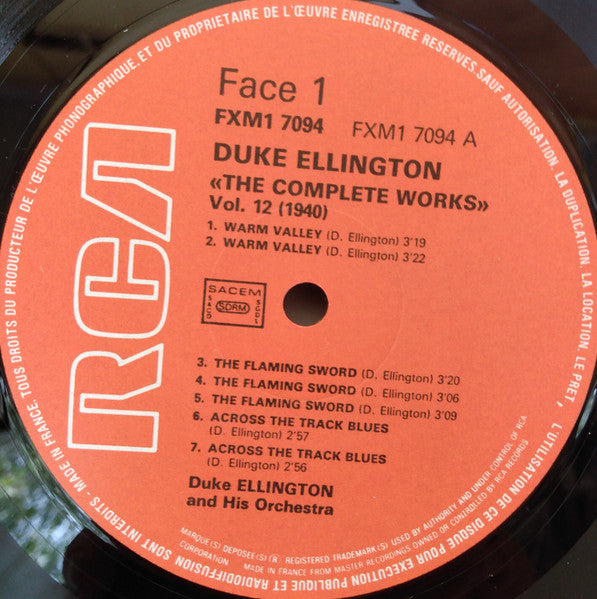 RCA
Face 1
FXM1 7094 FXM1 7094 A
DUKE ELLINGTON
«THE COMPLETE WORKS»
Vol. 12 (1940)
1. WARM VALLEY (D. Ellington) 3'19
2. WARM VALLEY (D. Ellington) 3'22
SACEM
SACD SDRM SGDL
3. THE FLAMING SWORD (D. Ellington) 3'20
4. THE FLAMING SWORD (D. Ellington) 3'06
5. THE FLAMING SWORD (D. Ellington) 3'09
6. ACROSS THE TRACK BLUES
(D. Ellington) 2'57
7. ACROSS THE TRACK BLUES
(D. Ellington) 2'56
Duke ELLINGTON
and His Orchestra
MARQUE(S) DEPOSEE(S) ® REGISTERED TRADEMARK(S) USED BY AUTHORITY AND UNDER CONTROL OF RCA
CORPORATION MADE IN FRANCE FROM MASTER RECORDINGS OWNED OR CONTROLLED BY RCA RECORDS
MADE IN FRANCE. TOUS DROITS DU PRODUCTEUR DE L'ŒUVRE PHONOGRAPHIQUE.ET DU PROPRIETAIRE DE L'ŒUVRE ENREGISTREE RESERVES.SAUF AUTORISATION. LA DUPLICATION. LA LOCATION, LE PRET, L'UTILISATION DE CE DISQUE POUR EXECUTION PUBLIQUE ET RADIODIFFUSION SONT INTERDITS -